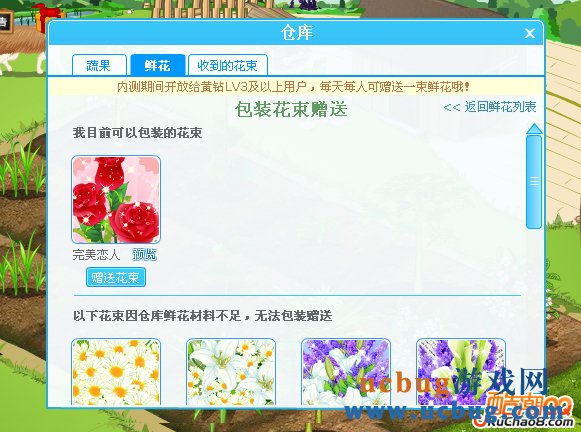 仓库
x
蔬果
鲜花
收到的花束
内测期间开放给黄钻LV3及以上用户，每天每人可赠送一束鲜花哦！
包装花束赠送
<< 返回鲜花列表
我目前可以包装的花束
完美恋人 预览
赠送花束
以下花束因仓库鲜花材料不足，无法包装赠送
ucbug游戏网
www.ucbug.com
RuChao8.com